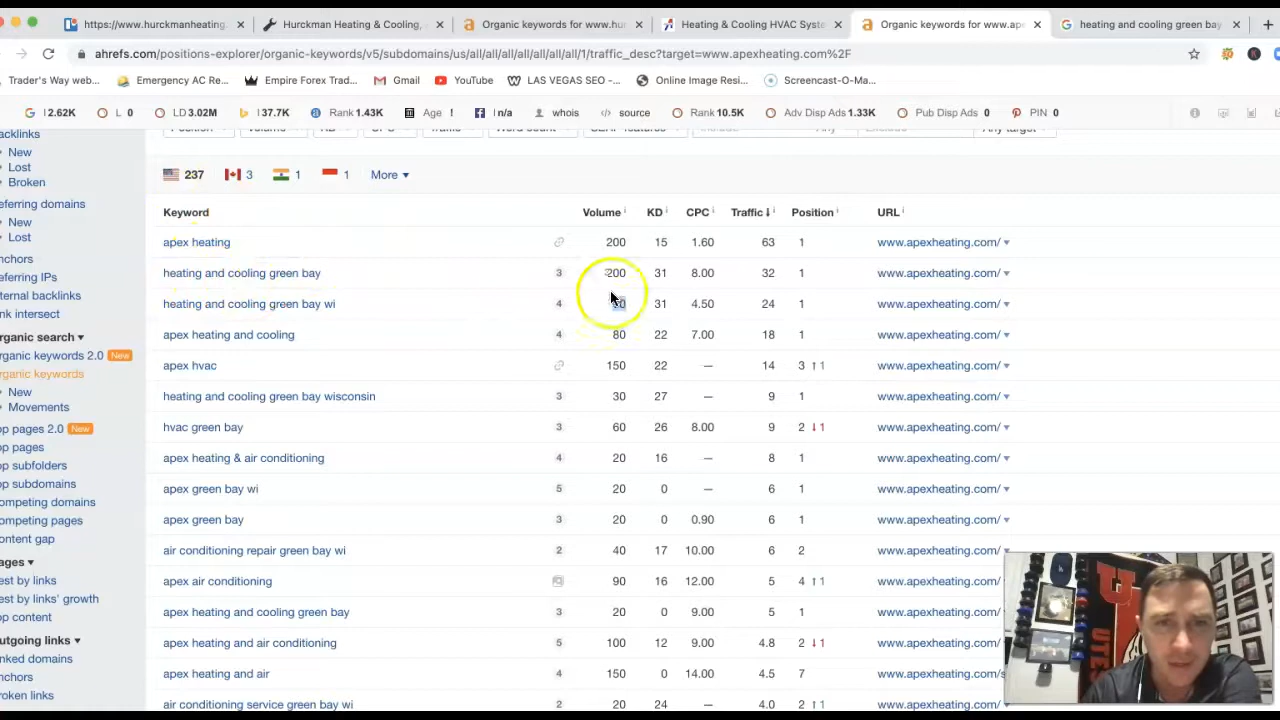 https://www.hurckmanheating. × Hurckman Heating & Cooling, × Organic keywords for www.hu × Heating & Cooling HVAC Syste × Organic keywords for www.ape × heating and cooling green bay × +
ahrefs.com/positions-explorer/organic-keywords/v5/subdomains/us/all/all/all/all/all/all/all/1/traffic_desc?target=www.apexheating.com%2F
Trader's Way web... Emergency AC Re... Empire Forex Trad... Gmail YouTube LAS VEGAS SEO -... Online Image Resi... Screencast-O-Ma...
I 2.62K L 0 LD 3.02M I 37.7K Rank 1.43K Age ! I n/a whois source Rank 10.5K Adv Disp Ads 1.33K Pub Disp Ads 0 PIN 0
acklinks
New
Lost
Broken
eferring domains
New
Lost
nchors
eferring IPs
ternal backlinks
nk intersect
rganic search
rganic keywords 2.0 New
rganic keywords
New
Movements
op pages 2.0 New
op pages
op subfolders
op subdomains
ompeting domains
ompeting pages
ontent gap
ages
est by links
est by links' growth
op content
utgoing links
nked domains
nchors
roken links
237 3 1 1 More
Keyword Volume KD CPC Traffic Position URL
apex heating 200 15 1.60 63 1 www.apexheating.com/
heating and cooling green bay 3 200 31 8.00 32 1 www.apexheating.com/
heating and cooling green bay wi 4 31 4.50 24 1 www.apexheating.com/
apex heating and cooling 4 80 22 7.00 18 1 www.apexheating.com/
apex hvac 150 22 — 14 3 ↑1 www.apexheating.com/
heating and cooling green bay wisconsin 3 30 27 — 9 1 www.apexheating.com/
hvac green bay 3 60 26 8.00 9 2 ↓1 www.apexheating.com/
apex heating & air conditioning 4 20 16 — 8 1 www.apexheating.com/
apex green bay wi 5 20 0 — 6 1 www.apexheating.com/
apex green bay 3 20 0 0.90 6 1 www.apexheating.com/
air conditioning repair green bay wi 2 40 17 10.00 6 2 www.apexheating.com/
apex air conditioning 90 16 12.00 5 4 ↑1 www.apexheating.com/
apex heating and cooling green bay 3 20 0 9.00 5 1 www.apexheating.com/
apex heating and air conditioning 5 100 12 9.00 4.8 2 ↓1 www.apexheating.com/
apex heating and air 4 150 0 14.00 4.5 7 www.apexheating.com/s
air conditioning service green bay wi 2 20 24 — 4.0 2 ↑1 www.apexheating.com/